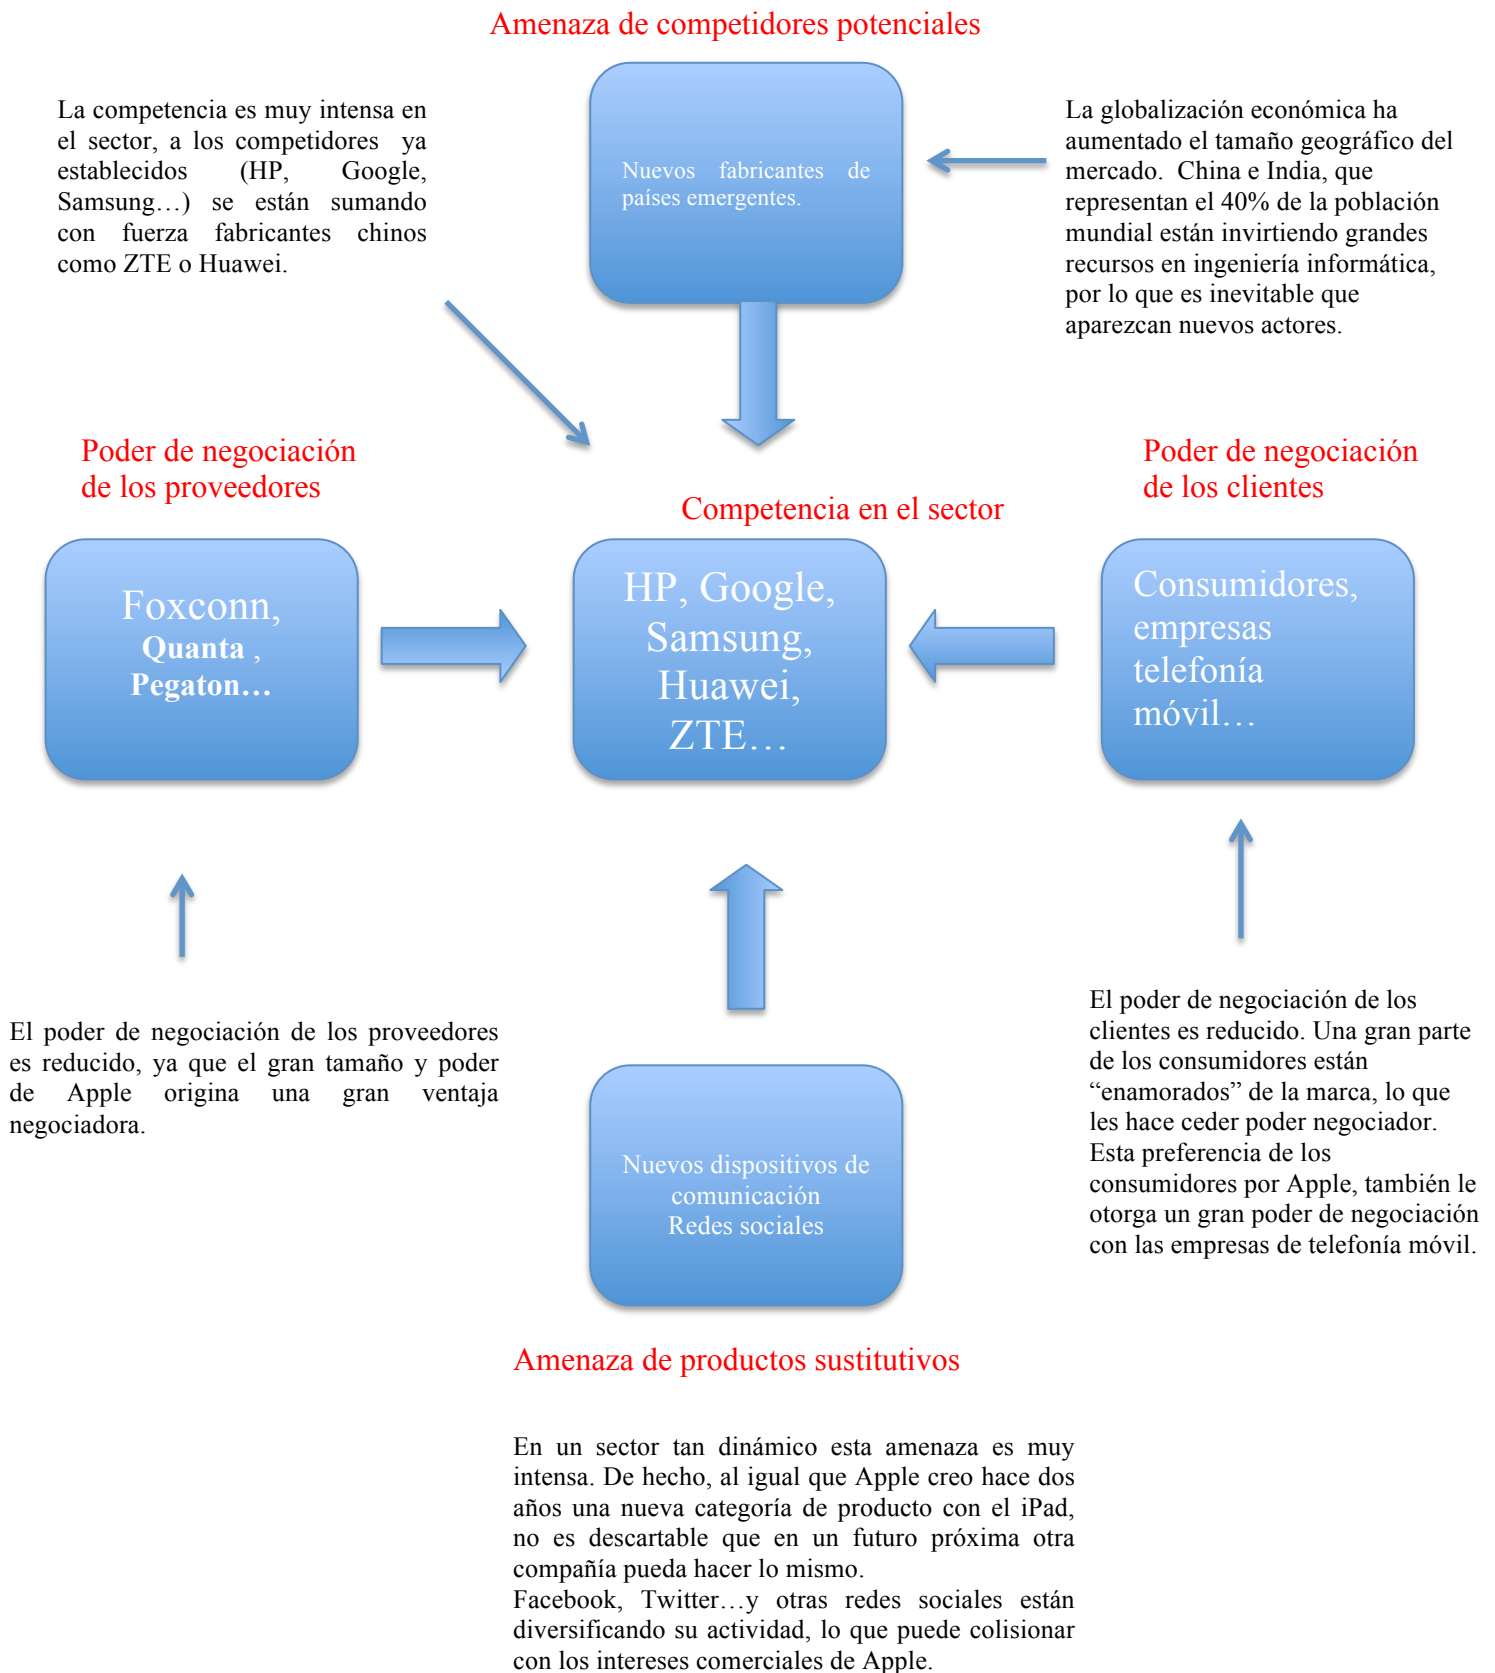 Amenaza de competidores potenciales
La competencia es muy intensa en
el sector, a los competidores ya
establecidos (HP, Google,
Samsung…) se están sumando
con fuerza fabricantes chinos
como ZTE o Huawei.
Nuevos fabricantes de
países emergentes.
La globalización económica ha
aumentado el tamaño geográfico del
mercado. China e India, que
representan el 40% de la población
mundial están invirtiendo grandes
recursos en ingeniería informática,
por lo que es inevitable que
aparezcan nuevos actores.
Poder de negociación
de los proveedores
Competencia en el sector
Poder de negociación
de los clientes
Foxconn,
Quanta ,
Pegaton…
HP, Google,
Samsung,
Huawei,
ZTE…
Consumidores,
empresas
telefonía
móvil…
El poder de negociación de los proveedores
es reducido, ya que el gran tamaño y poder
de Apple origina una gran ventaja
negociadora.
El poder de negociación de los
clientes es reducido. Una gran parte
de los consumidores están
“enamorados” de la marca, lo que
les hace ceder poder negociador.
Esta preferencia de los
consumidores por Apple, también le
otorga un gran poder de negociación
con las empresas de telefonía móvil.
Nuevos dispositivos de
comunicación
Redes sociales
Amenaza de productos sustitutivos
En un sector tan dinámico esta amenaza es muy
intensa. De hecho, al igual que Apple creo hace dos
años una nueva categoría de producto con el iPad,
no es descartable que en un futuro próxima otra
compañía pueda hacer lo mismo.
Facebook, Twitter…y otras redes sociales están
diversificando su actividad, lo que puede colisionar
con los intereses comerciales de Apple.